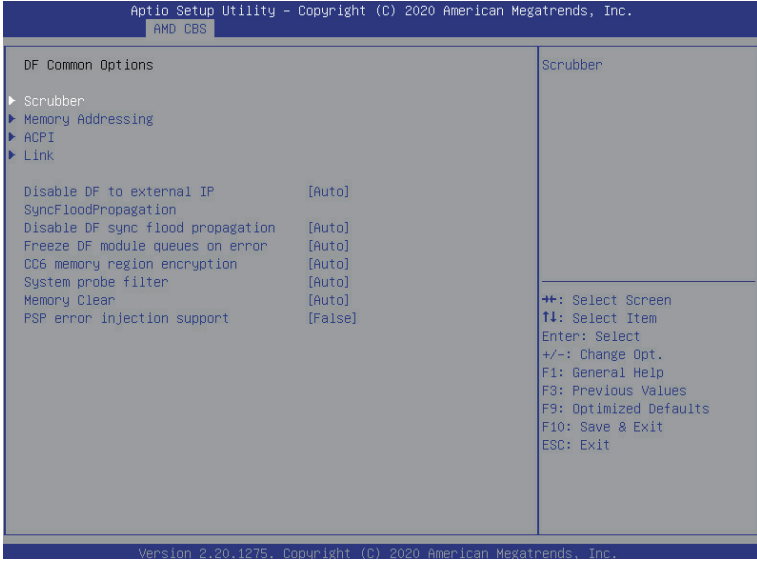 Aptio Setup Utility – Copyright (C) 2020 American Megatrends, Inc.
AMD CBS
DF Common Options
Scrubber
Memory Addressing
ACPI
Link
Disable DF to external IP [Auto]
SyncFloodPropagation
Disable DF sync flood propagation [Auto]
Freeze DF module queues on error [Auto]
CC6 memory region encryption [Auto]
System probe filter [Auto]
Memory Clear [Auto]
PSP error injection support [False]
Scrubber
→←: Select Screen
↑↓: Select Item
Enter: Select
+/-: Change Opt.
F1: General Help
F3: Previous Values
F9: Optimized Defaults
F10: Save & Exit
ESC: Exit
Version 2.20.1275. Copyright (C) 2020 American Megatrends, Inc.